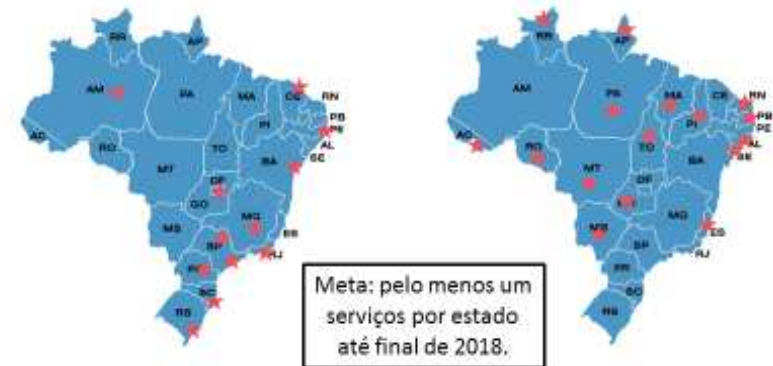 RR
AP
AM
PA
MA
CE
RN
PB
PE
PI
AC
AL
RO
TO
SE
BA
MT
DF
GO
MG
MS
ES
SP
RJ
PR
SC
RS
RR
AP
AM
PA
MA
CE
RN
PB
PE
PI
AC
AL
RO
TO
SE
BA
MT
DF
MG
MS
ES
SP
RJ
PR
SC
RS
Meta: pelo menos um
serviços por estado
até final de 2018.